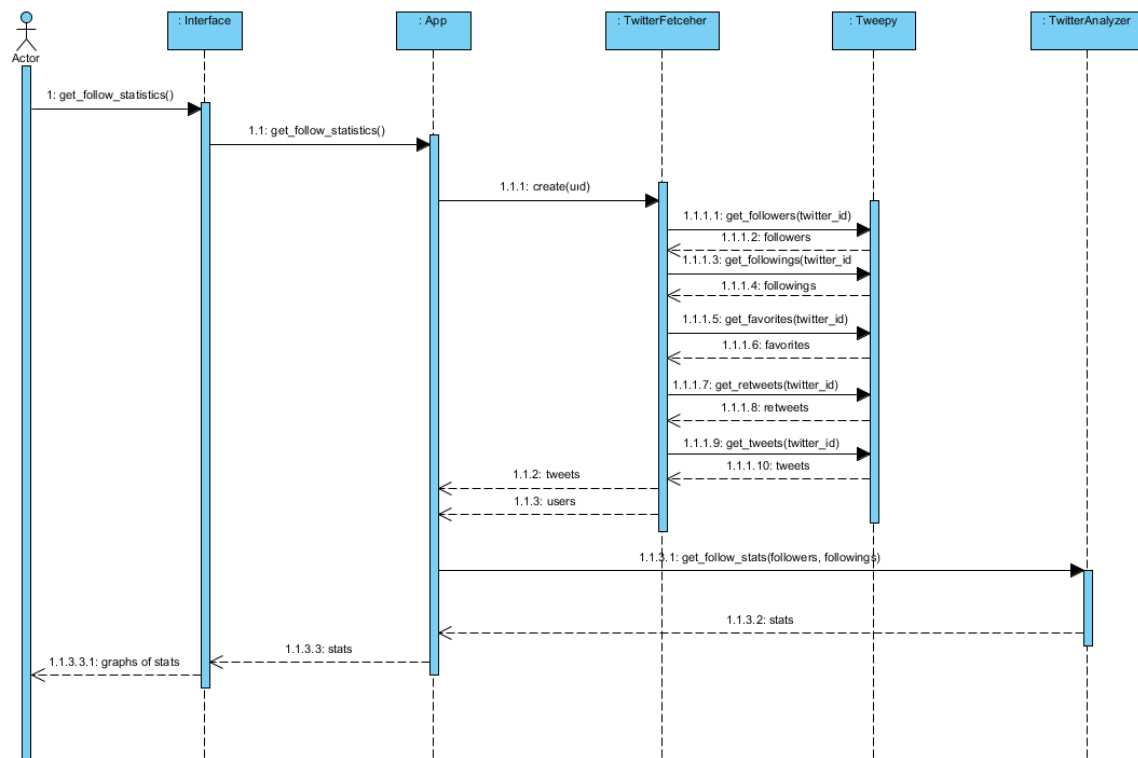 : Interface
: App
: TwitterFetceher
: Tweepy
: TwitterAnalyzer
Actor
1: get_follow_statistics()
1.1: get_follow_statistics()
1.1.1: create(uıd)
1.1.1.1: get_followers(twitter_id)
1.1.1.2: followers
1.1.1.3: get_followings(twitter_id
1.1.1.4: followings
1.1.1.5: get_favorites(twitter_id)
1.1.1.6: favorites
1.1.1.7: get_retweets(twitter_id)
1.1.1.8: retweets
1.1.1.9: get_tweets(twitter_id)
1.1.1.10: tweets
1.1.2: tweets
1.1.3: users
1.1.3.1: get_follow_stats(followers, followings)
1.1.3.2: stats
1.1.3.3: stats
1.1.3.3.1: graphs of stats